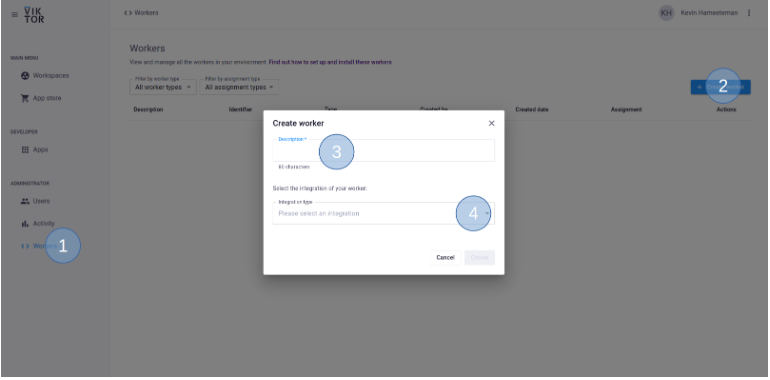 VIK
TOR
Workers
KH Kevin Hamseteman
MAIN MENU
Workspaces
App store
DEVELOPER
Apps
ADMINISTRATOR
Users
Activity
1
Workers
View and manage all the workers in your environment. Find out how to set up and install these workers
Filter by worker type
All worker types
Filter by assignment type
All assignment types
2
Description Identifier Type Created by Created date Assignment Actions
Create worker
Description *
3
60 characters
Select the integration of your worker:
Integration type
Please select an integration
4
Cancel Create